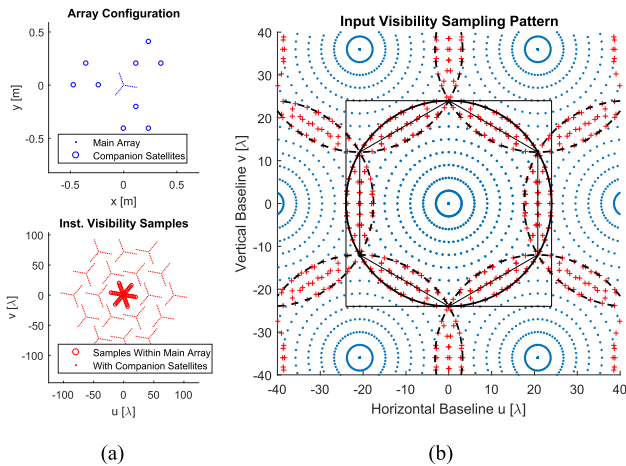 Array Configuration
0.5
0
-0.5
y [m]
Main Array
Companion Satellites
-0.5 0 0.5
x [m]
Inst. Visibility Samples
100
50
0
-50
-100
v [λ]
Samples Within Main Array
With Companion Satellites
-100 -50 0 50 100
u [λ]
(a)
Input Visibility Sampling Pattern
40
30
20
10
0
-10
-20
-30
-40
Vertical Baseline v [λ]
-40 -30 -20 -10 0 10 20 30 40
Horizontal Baseline u [λ]
(b)